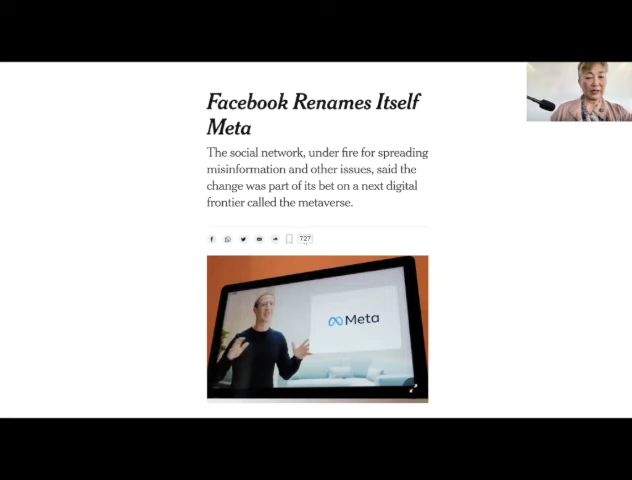 Facebook Renames Itself
Meta
The social network, under fire for spreading
misinformation and other issues, said the
change was part of its bet on a next digital
frontier called the metaverse.
727
Meta